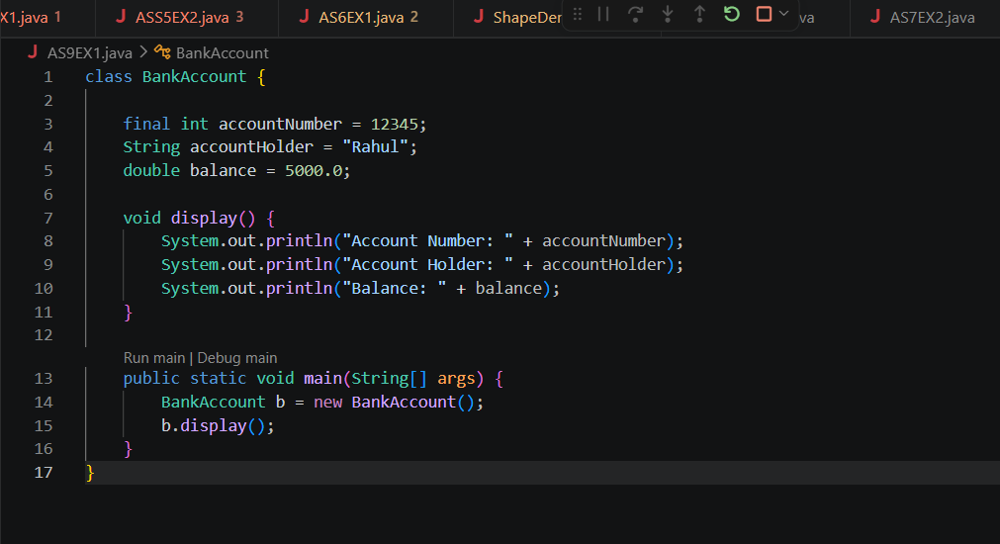 X1.java 1 ASS5EX2.java 3 AS6EX1.java 2 ShapeDer va AS7EX2.java
AS9EX1.java > BankAccount
1 class BankAccount {
2
3 final int accountNumber = 12345;
4 String accountHolder = "Rahul";
5 double balance = 5000.0;
6
7 void display() {
8 System.out.println("Account Number: " + accountNumber);
9 System.out.println("Account Holder: " + accountHolder);
10 System.out.println("Balance: " + balance);
11 }
12
Run main | Debug main
13 public static void main(String[] args) {
14 BankAccount b = new BankAccount();
15 b.display();
16 }
17 }